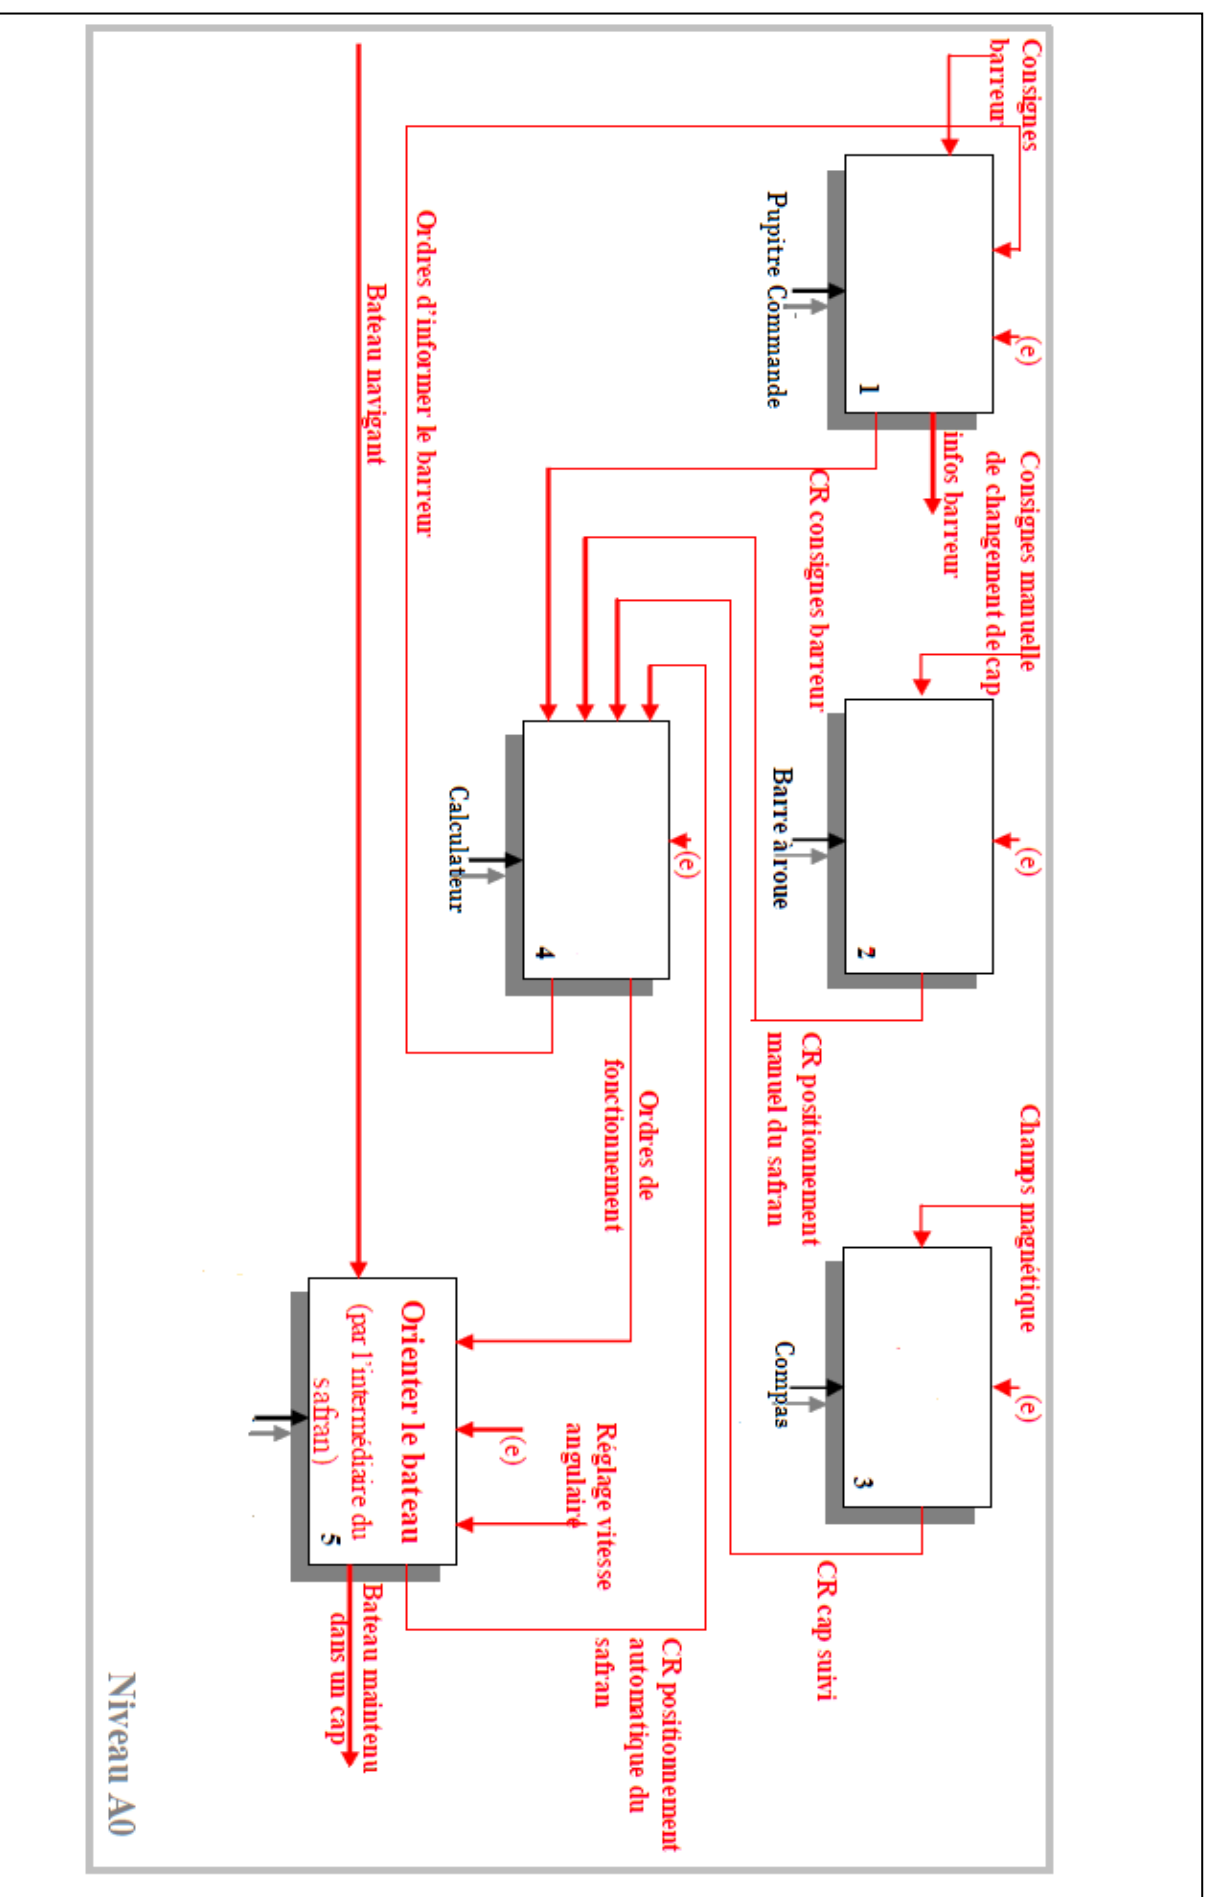 Consignes
barreur
(e)
1
Pupitre Commande
infos barreur
CR consignes barreur
Consignes manuelle
de changement de cap
(e)
2
Barre à roue
CR positionnement
manuel du safran
Champs magnétique
(e)
3
Compas
CR cap suivi
(e)
4
Calculateur
Ordres d'informer le barreur
Ordres de
fonctionnement
Réglage vitesse
angulaire
(e)
Bateau navigant
Orienter le bateau
(par l'intermédiaire du
safran)
5
CR positionnement
automatique du
safran
Bateau maintenu
dans un cap
Niveau A0